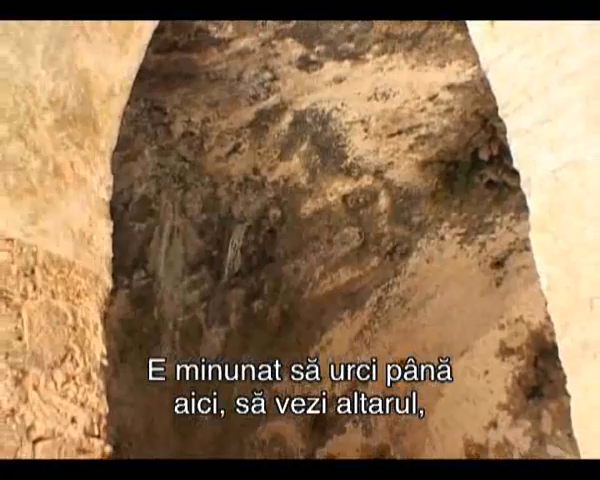 E minunat să urci până
aici, să vezi altarul,